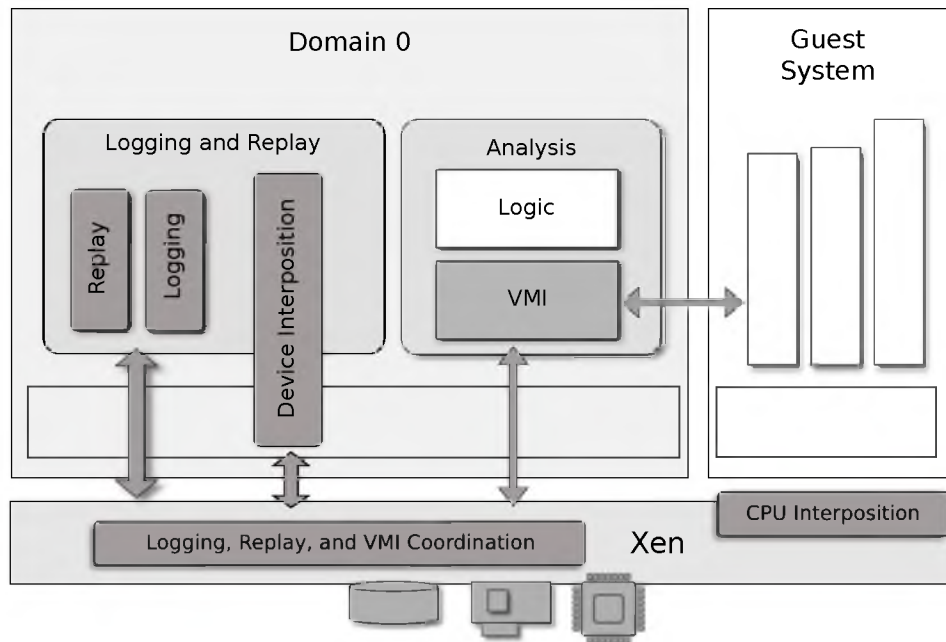 Domain 0
Guest
System
Logging and Replay
Analysis
Replay
Logging
Device Interposition
Logic
VMI
CPU Interposition
Logging, Replay, and VMI Coordination
Xen